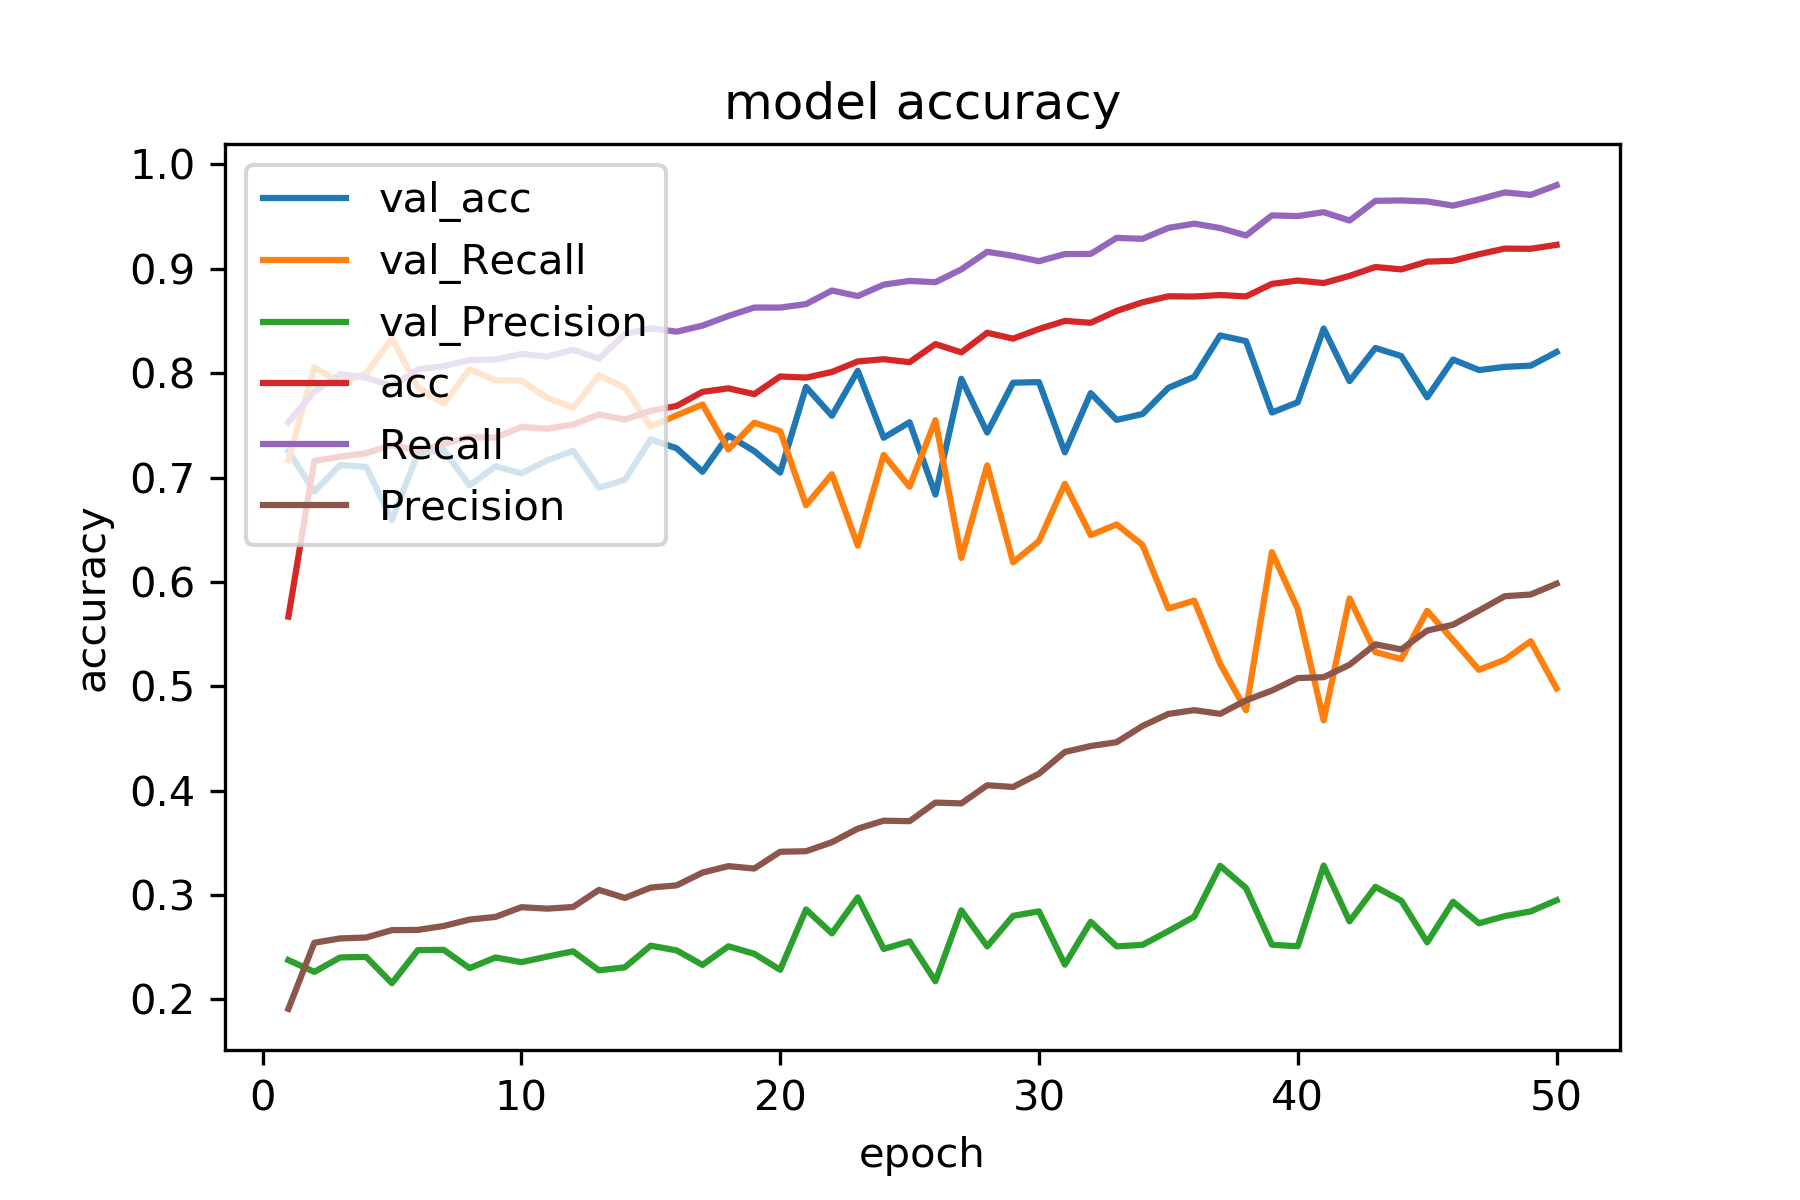 model accuracy
accuracy
1.0
0.9
0.8
0.7
0.6
0.5
0.4
0.3
0.2
val_acc
val_Recall
val_Precision
acc
Recall
Precision
0 10 20 30 40 50
epoch